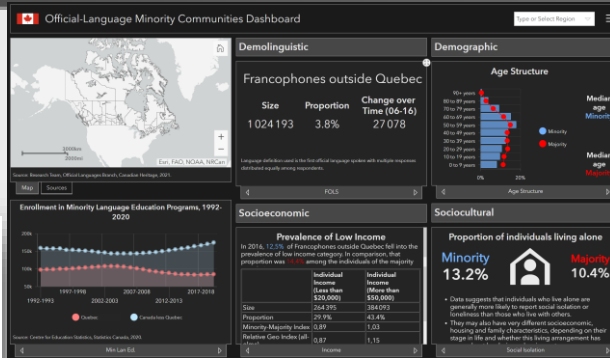 Official-Language Minority Communities Dashboard
Type or Select Region
Esri, FAO, NOAA, NRCan
Source: Research Team, Official Languages Branch, Canadian Heritage, 2021.
Map
Sources
Demolinguistic
Francophones outside Quebec
Size
Proportion
Change over
Time (06-16)
1 024 193
3.8%
27 078
Language definition used is the first official language spoken with multiple responses
distributed equally among respondents.
FOLS
Demographic
Age Structure
90+ years
80 to 89 years
70 to 79 years
60 to 69 years
50 to 59 years
40 to 49 years
30 to 39 years
20 to 29 years
10 to 19 years
0 to 9 years
0%
20%
Minority
Majority
Median
age
Minority
Median
age
Age Structure
Enrollment in Minority Language Education Programs, 1992-
2020
200k
150k
100k
50k
1992-1993
1997-1998
2002-2003
2007-2008
2012-2013
2017-2018
Quebec
Canada less Quebec
Source: Centre for Education Statistics, Statistics Canada, 2020.
Min Lan Ed.
Socioeconomic
Prevalence of Low Income
In 2016, 12,5% of Francophones outside Quebec fell into the
prevalence of low income category. In comparison, that
proportion was among the individuals of the majority
Individual
Income
(Less than
$20,000)
Individual
Income
(More than
$50,000)
Size
264 395
384 093
Proportion
29.9%
43.4%
Minority-Majority Index
0,89
1,03
Relative Geo Index (all-
0,87
1,15
Income
Sociocultural
Proportion of individuals living alone
Minority
13.2%
Majority
10.4%
• Data suggests that individuals who live alone are
generally more likely to report social isolation or
loneliness than those who live with others.
• They may also have very different socioeconomic,
housing and family characteristics, depending on their
stage in life and whether this living arrangement has
Social Isolation